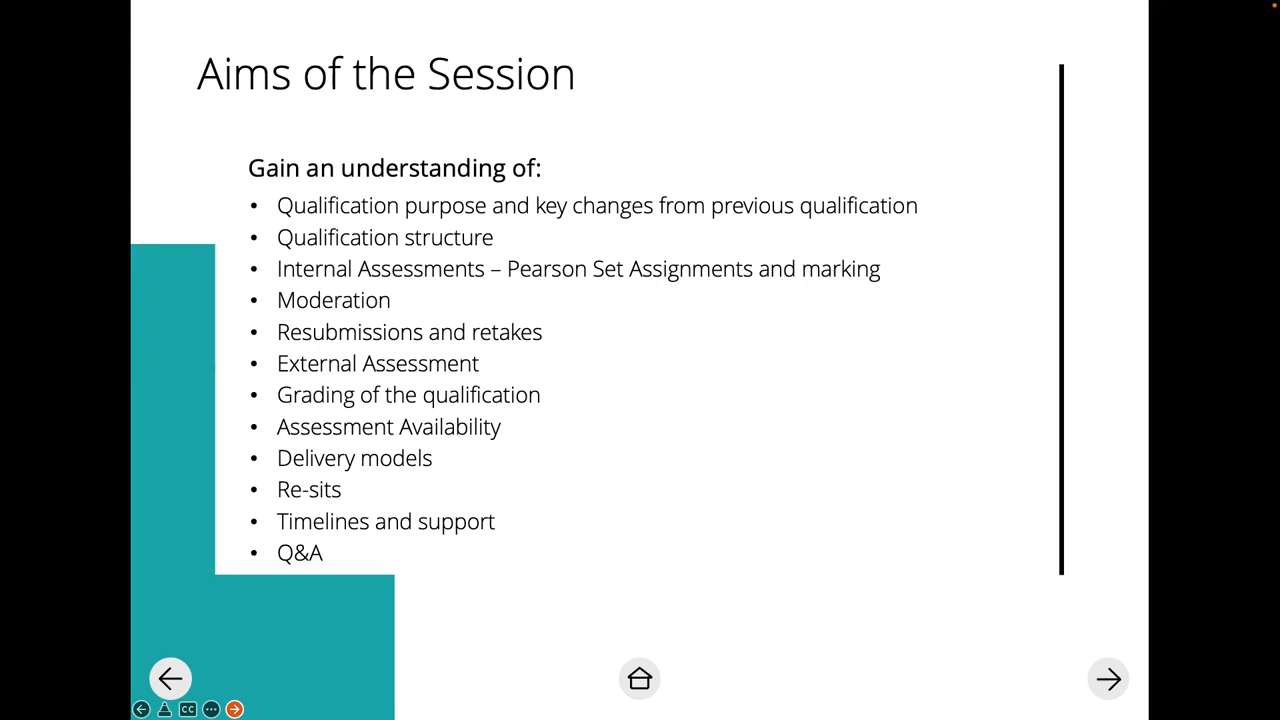 Aims of the Session
Gain an understanding of:
• Qualification purpose and key changes from previous qualification
• Qualification structure
• Internal Assessments – Pearson Set Assignments and marking
• Moderation
• Resubmissions and retakes
• External Assessment
• Grading of the qualification
• Assessment Availability
• Delivery models
• Re-sits
• Timelines and support
• Q&A
CC